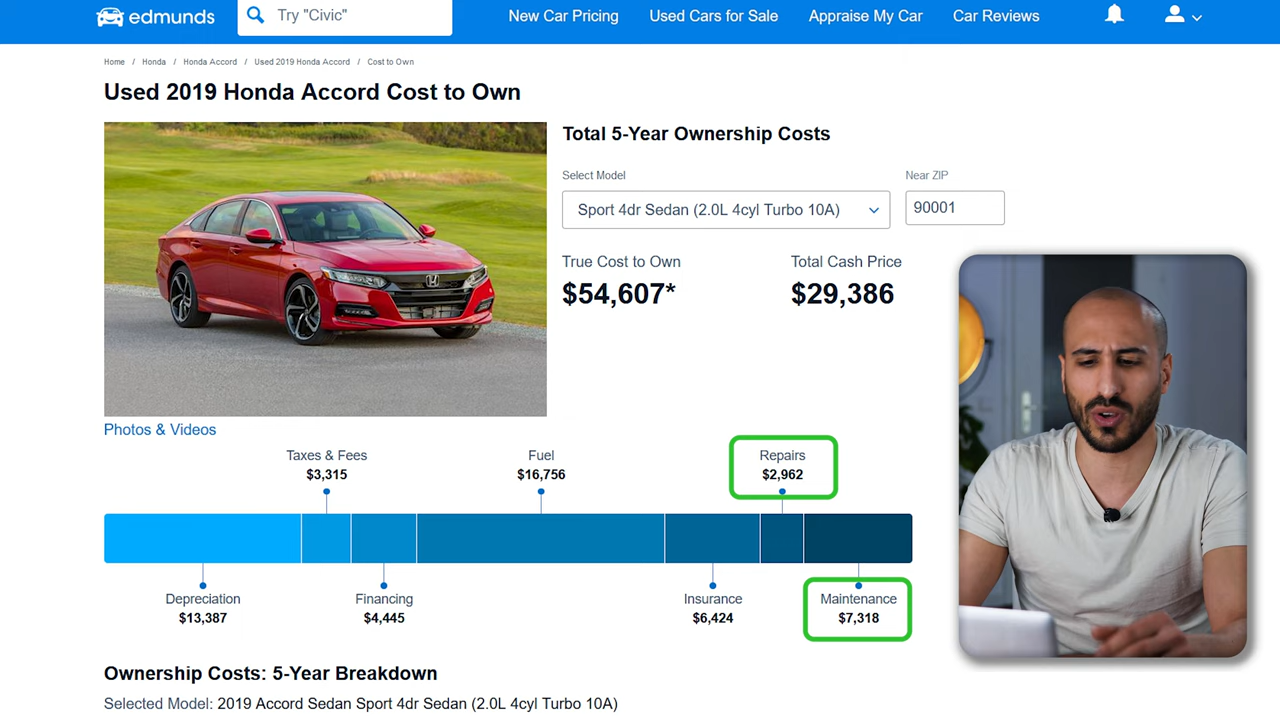 edmunds
Try "Civic"
New Car Pricing
Used Cars for Sale
Appraise My Car
Car Reviews
Home / Honda / Honda Accord / Used 2019 Honda Accord / Cost to Own
Used 2019 Honda Accord Cost to Own
Total 5-Year Ownership Costs
Select Model
Near ZIP
Sport 4dr Sedan (2.0L 4cyl Turbo 10A)
90001
True Cost to Own
Total Cash Price
$54,607*
$29,386
Photos & Videos
Taxes & Fees
$3,315
Fuel
$16,756
Repairs
$2,962
Depreciation
$13,387
Financing
$4,445
Insurance
$6,424
Maintenance
$7,318
Ownership Costs: 5-Year Breakdown
Selected Model: 2019 Accord Sedan Sport 4dr Sedan (2.0L 4cyl Turbo 10A)